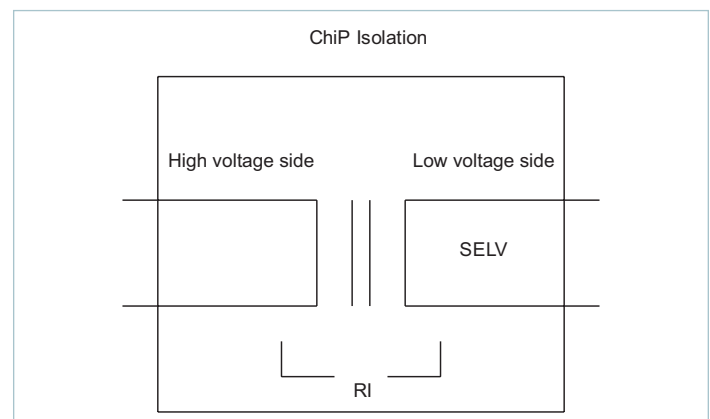 ChiP Isolation
High voltage side
Low voltage side
SELV
RI